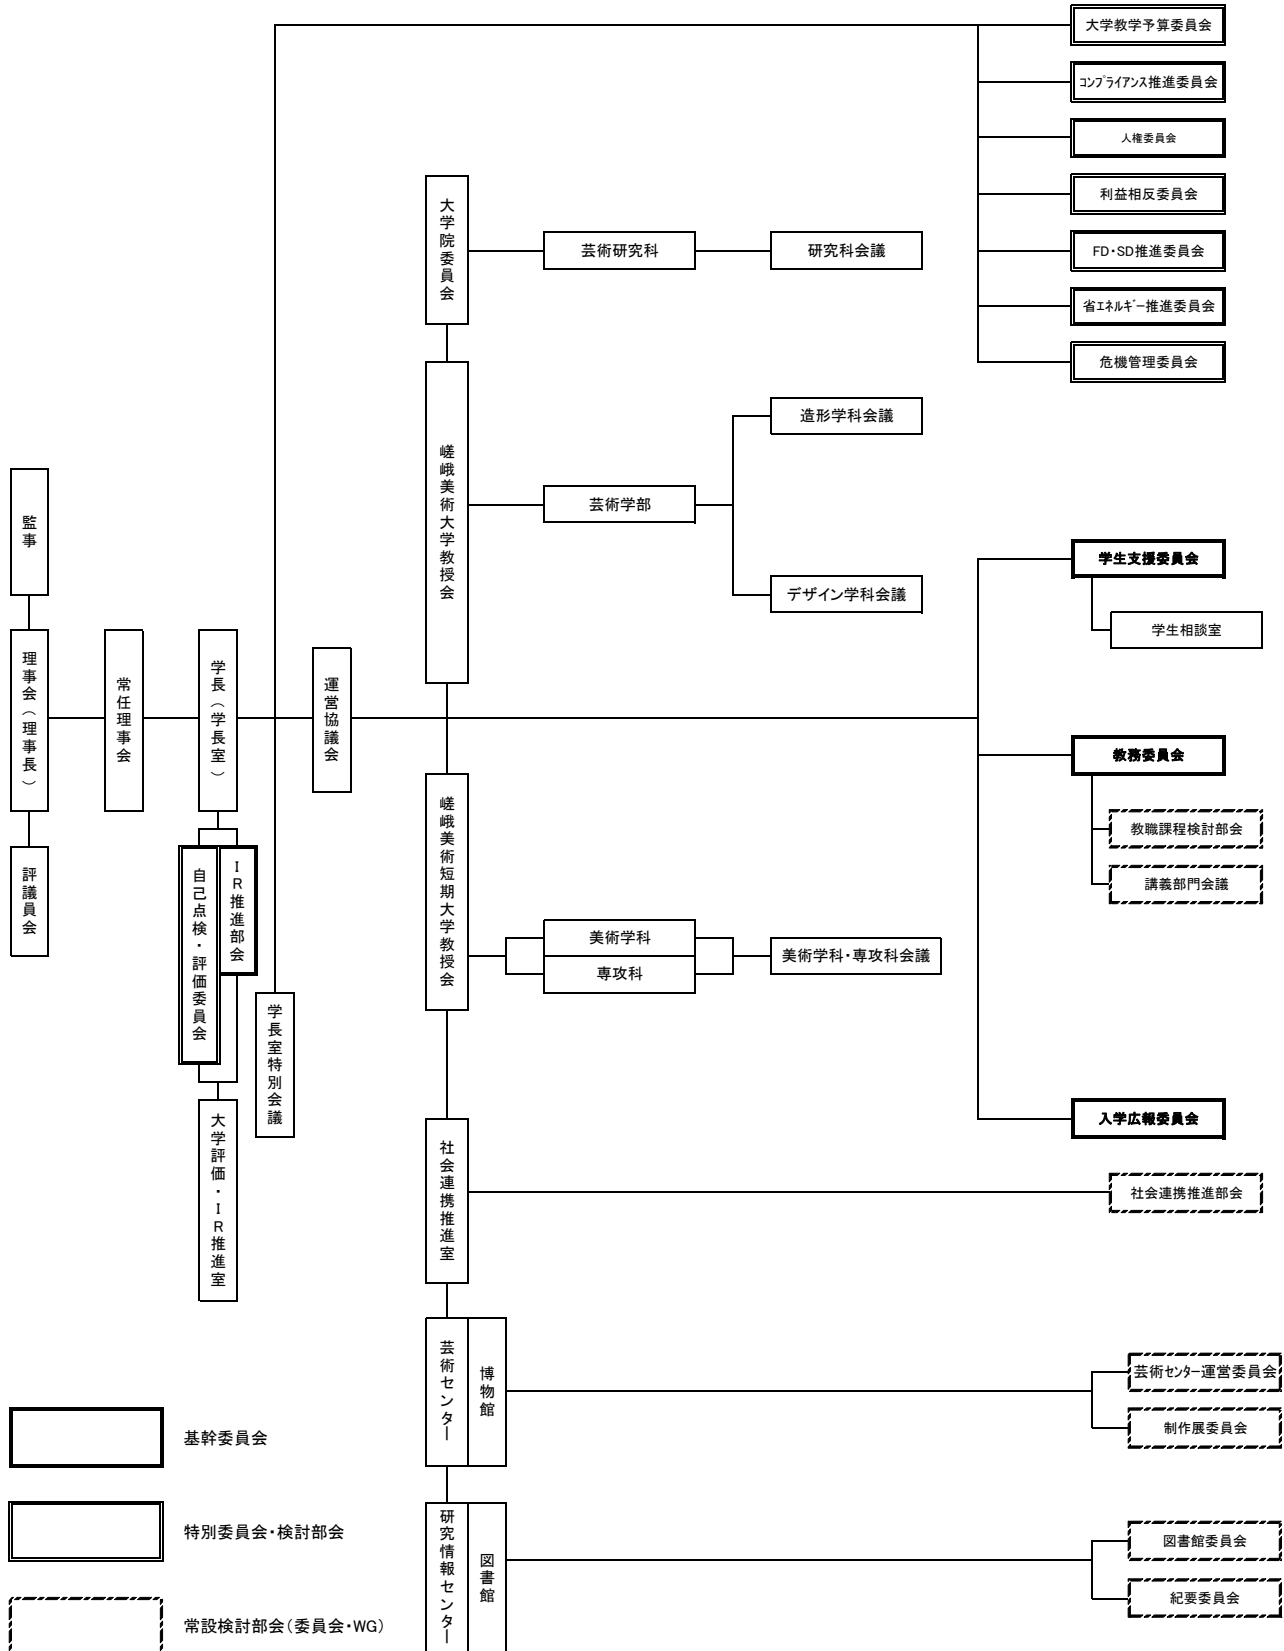 大学教学予算委員会
コンプライアンス推進委員会
人権委員会
利益相反委員会
FD・SD推進委員会
省エネルギー推進委員会
危機管理委員会
大学院委員会
芸術研究科
研究科会議
嵯峨美術大学教授会
芸術学部
造形学科会議
デザイン学科会議
監事
理事会（理事長）
評議員会
常任理事会
学長（学長室）
運営協議会
自己点検・評価委員会
IR推進部会
大学評価・IR推進室
学長室特別会議
学生支援委員会
学生相談室
教務委員会
教職課程検討部会
講義部門会議
嵯峨美術短期大学教授会
美術学科
専攻科
美術学科・専攻科会議
入学広報委員会
社会連携推進室
社会連携推進部会
芸術センター
博物館
芸術センター運営委員会
制作展委員会
研究情報センター
図書館
図書館委員会
紀要委員会
基幹委員会
特別委員会・検討部会
常設検討部会（委員会・WG）